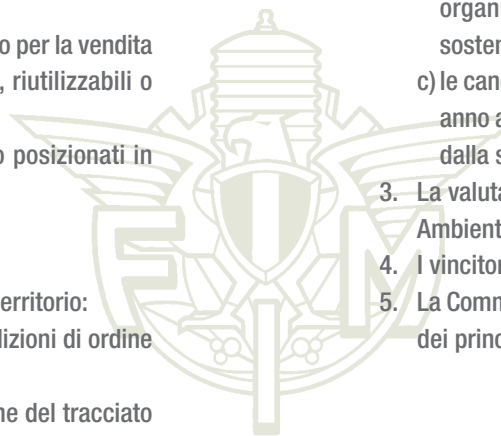 o per la vendita
, riutilizzabili o
o posizionati in
erritorio:
dizioni di ordine
ne del tracciato
organ
sosten
c) le can
anno a
dalla s
3. La valuta
Ambient
4. I vincitor
5. La Comm
dei princ
F M